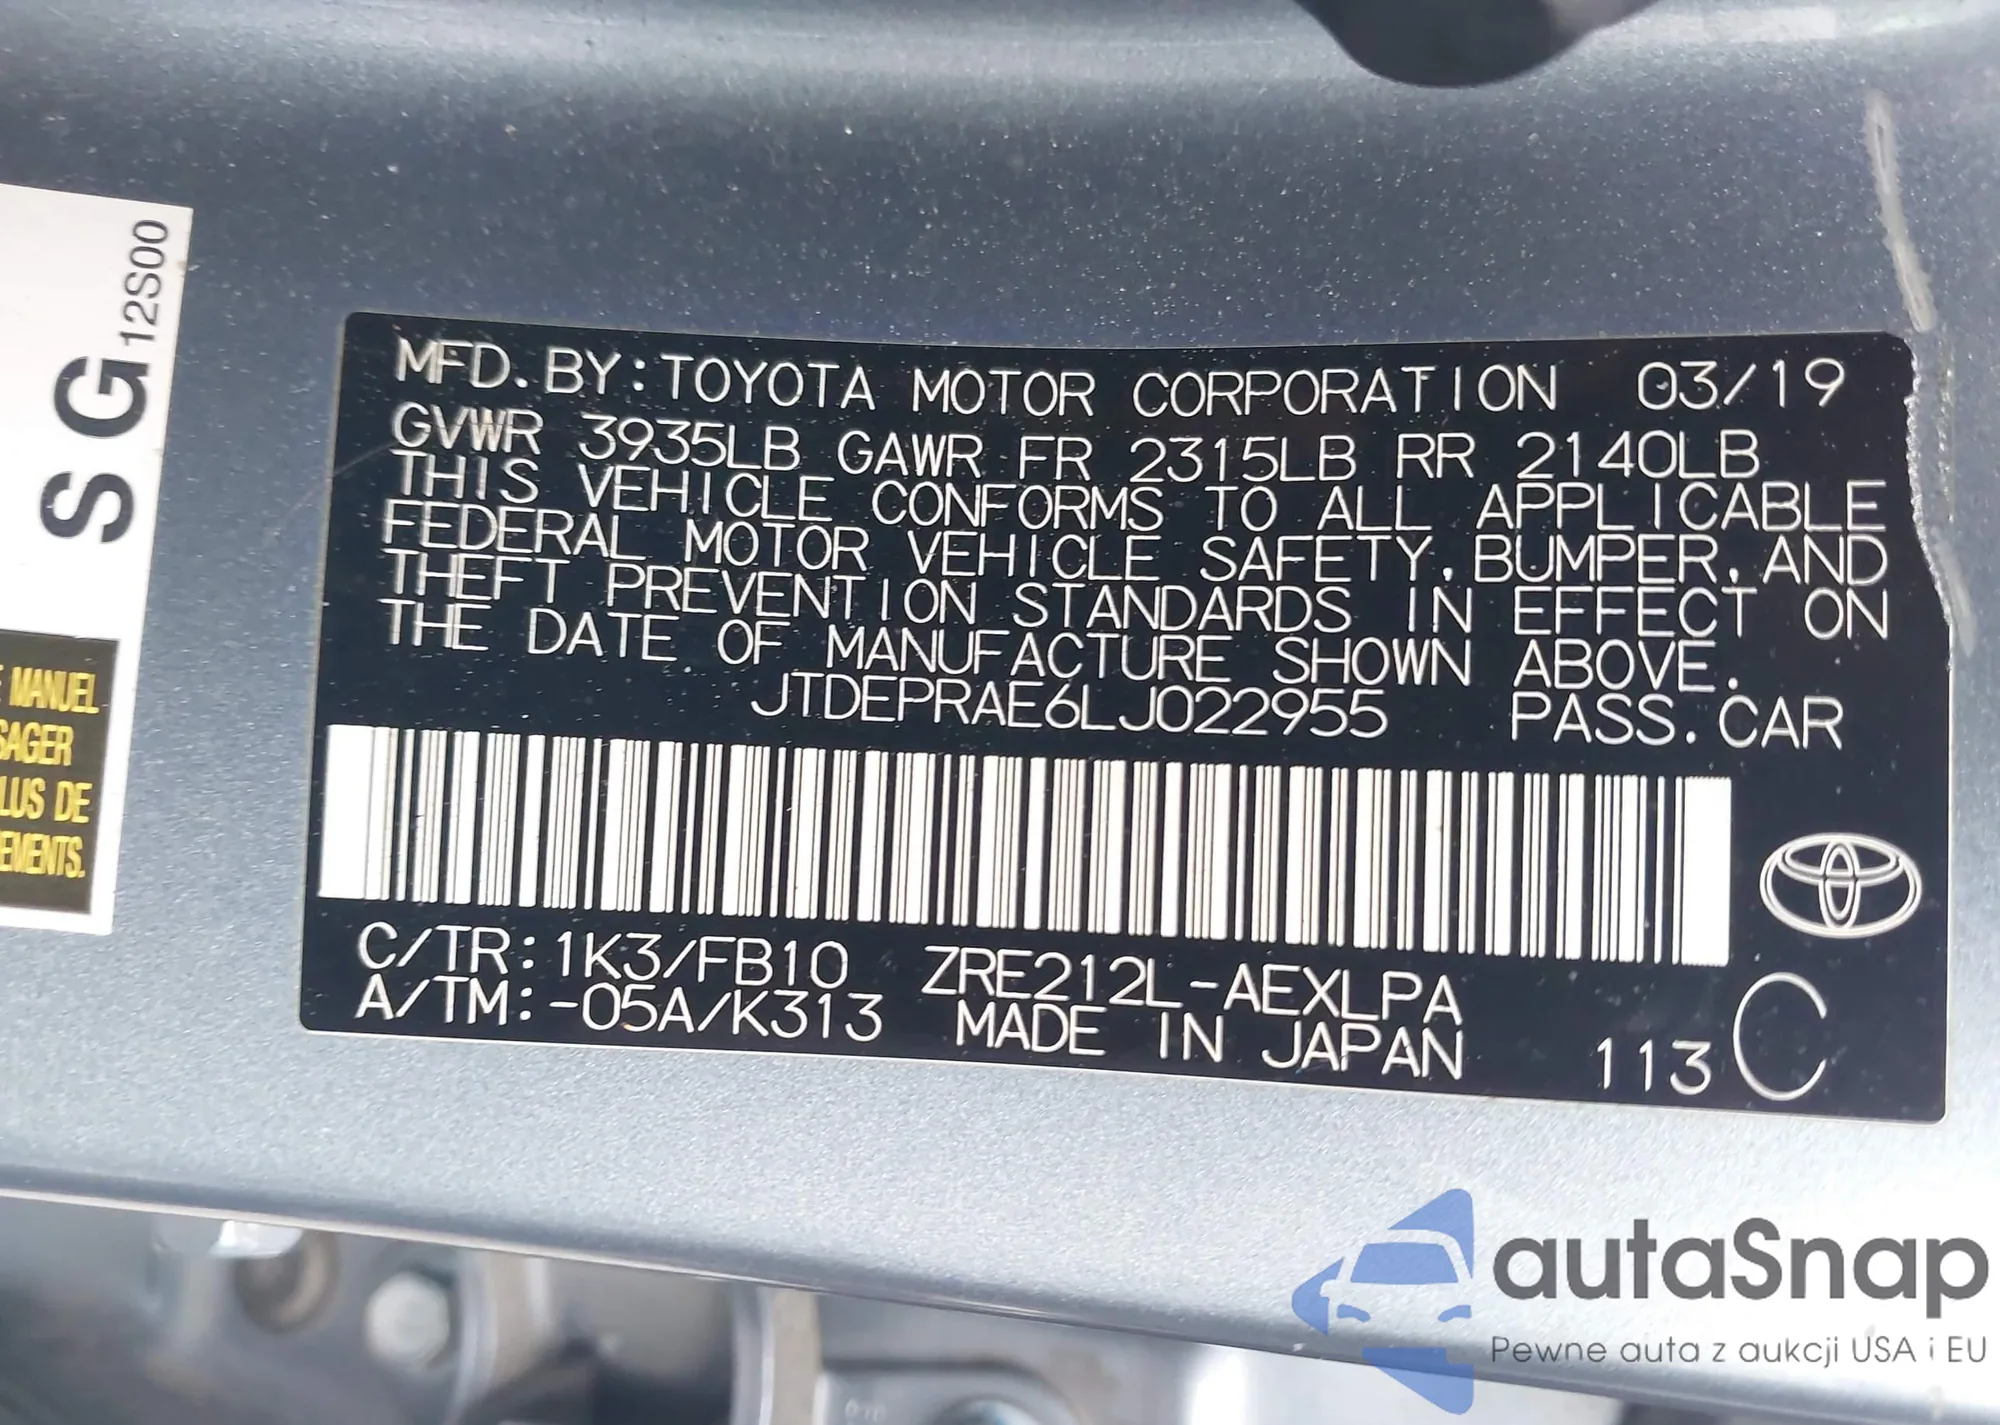 SG12S00
MANUEL
SAGER
LUS DE
EMENTS.
MFD. BY: TOYOTA MOTOR CORPORATION 03/19
GVWR 3935LB GAWR FR 2315LB RR 2140LB
THIS VEHICLE CONFORMS TO ALL APPLICABLE
FEDERAL MOTOR VEHICLE SAFETY, BUMPER, AND
THEFT PREVENTION STANDARDS IN EFFECT ON
THE DATE OF MANUFACTURE SHOWN ABOVE.
JTDEPRAE6LJ022955 PASS. CAR
C/TR: 1K3/FB10 ZRE212L-AEXLPA
A/TM: -05A/K313 MADE IN JAPAN 113 C
autaSnap
Pewne auta z aukcji USA i EU